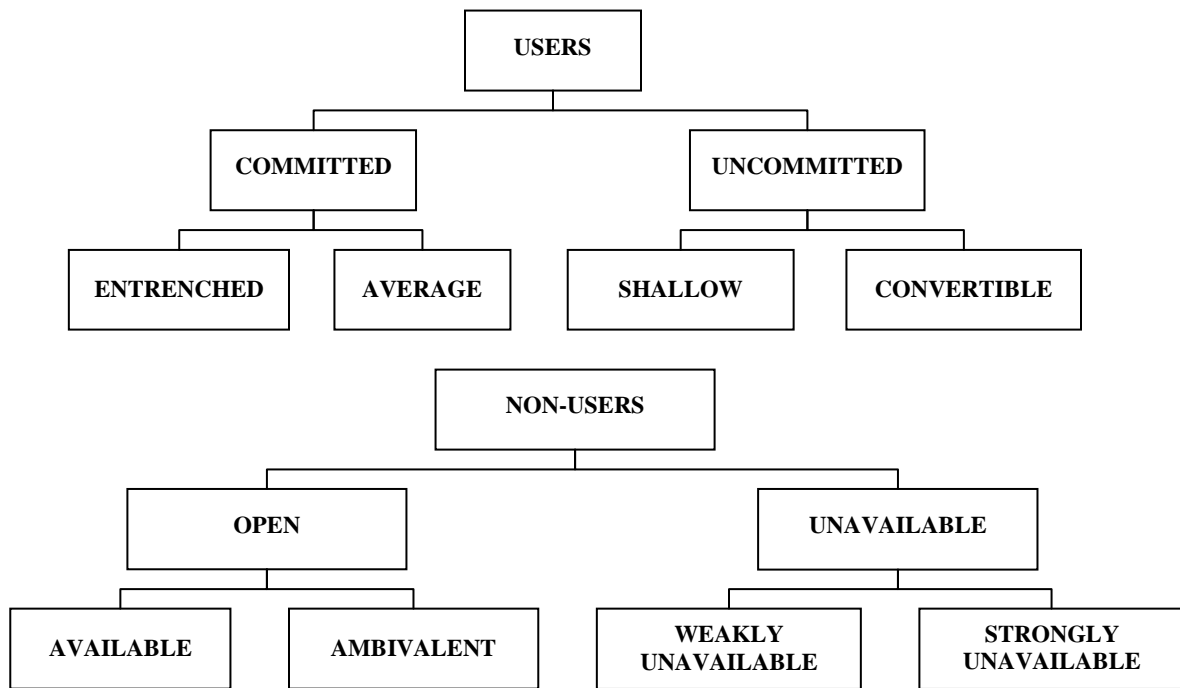 USERS
COMMITTED
UNCOMMITTED
ENTRENCHED
AVERAGE
SHALLOW
CONVERTIBLE
NON-USERS
OPEN
UNAVAILABLE
AVAILABLE
AMBIVALENT
WEAKLY
UNAVAILABLE
STRONGLY
UNAVAILABLE